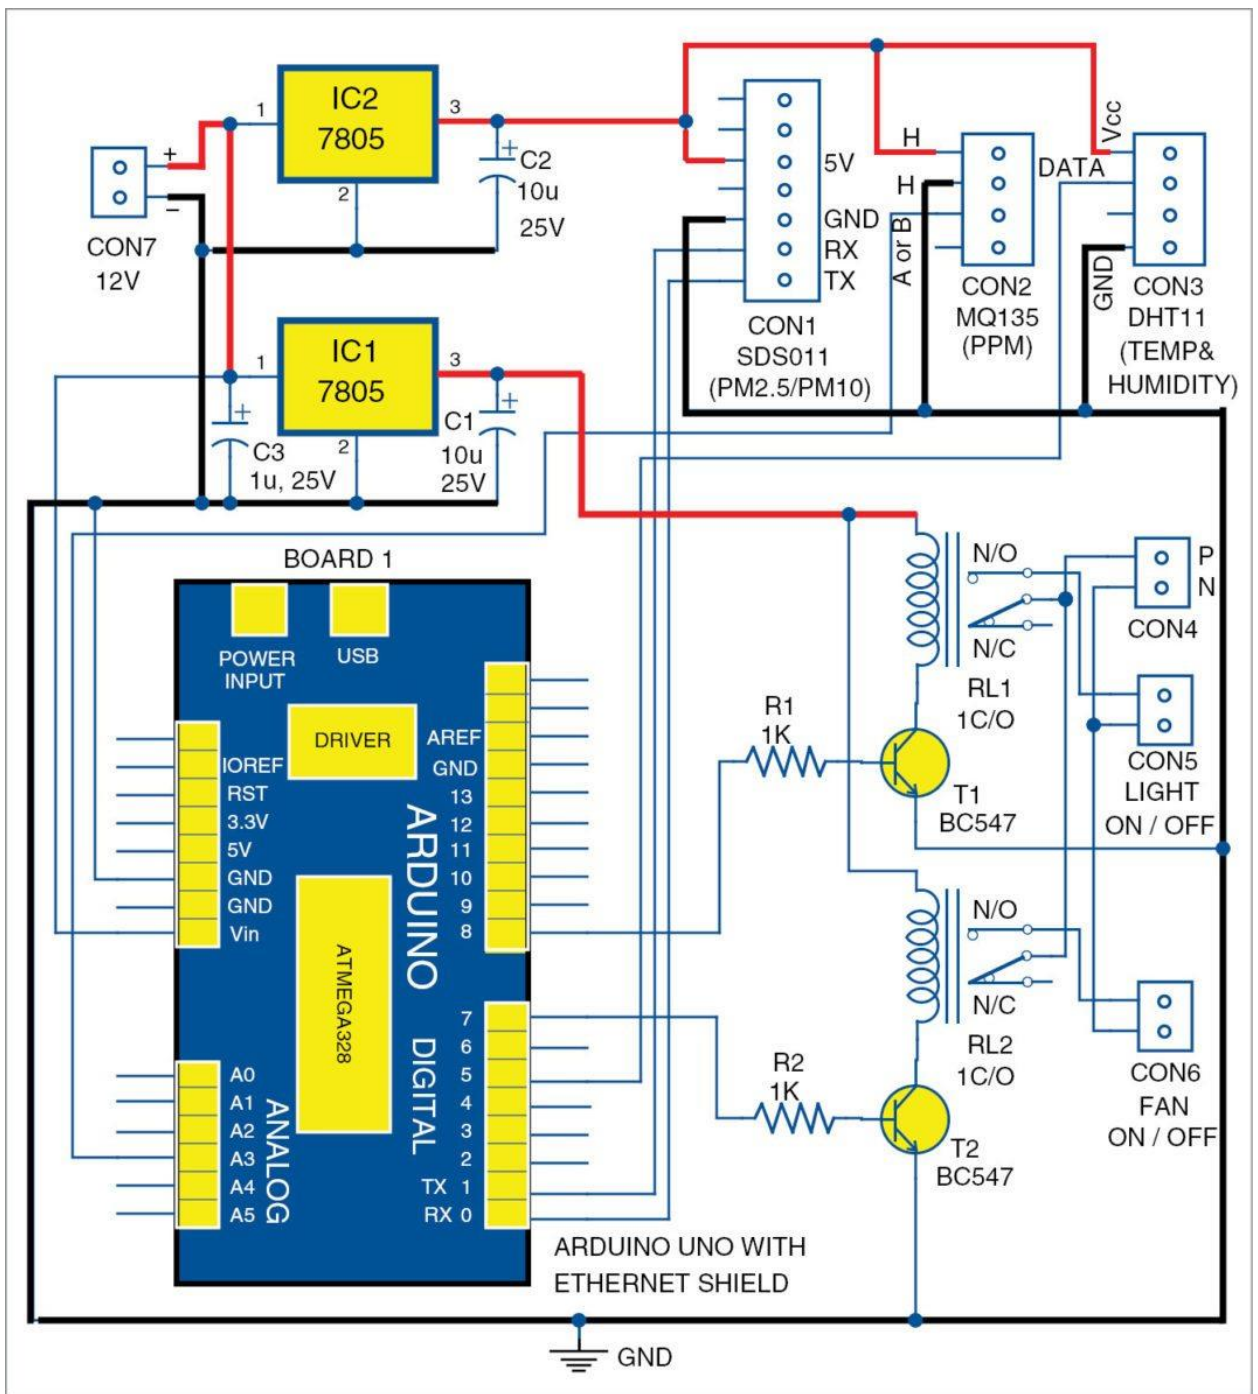 IC2
7805
1
3
2
+
C2
10u
25V
+
–
CON7
12V
5V
GND
RX
TX
CON1
SDS011
(PM2.5/PM10)
H
H
A or B
CON2
MQ135
(PPM)
Vcc
DATA
GND
CON3
DHT11
(TEMP&
HUMIDITY)
IC1
7805
1
3
2
+
C3
1u, 25V
+
C1
10u
25V
BOARD 1
POWER
INPUT
USB
DRIVER
IOREF
RST
3.3V
5V
GND
GND
Vin
AREF
GND
13
12
11
10
9
8
ARDUINO
ATMEGA328
7
6
5
4
3
2
TX 1
RX 0
DIGITAL
A0
A1
A2
A3
A4
A5
ANALOG
ARDUINO UNO WITH
ETHERNET SHIELD
N/O
N/C
RL1
1C/O
P
N
CON4
R1
1K
T1
BC547
CON5
LIGHT
ON / OFF
N/O
N/C
RL2
1C/O
R2
1K
T2
BC547
CON6
FAN
ON / OFF
GND